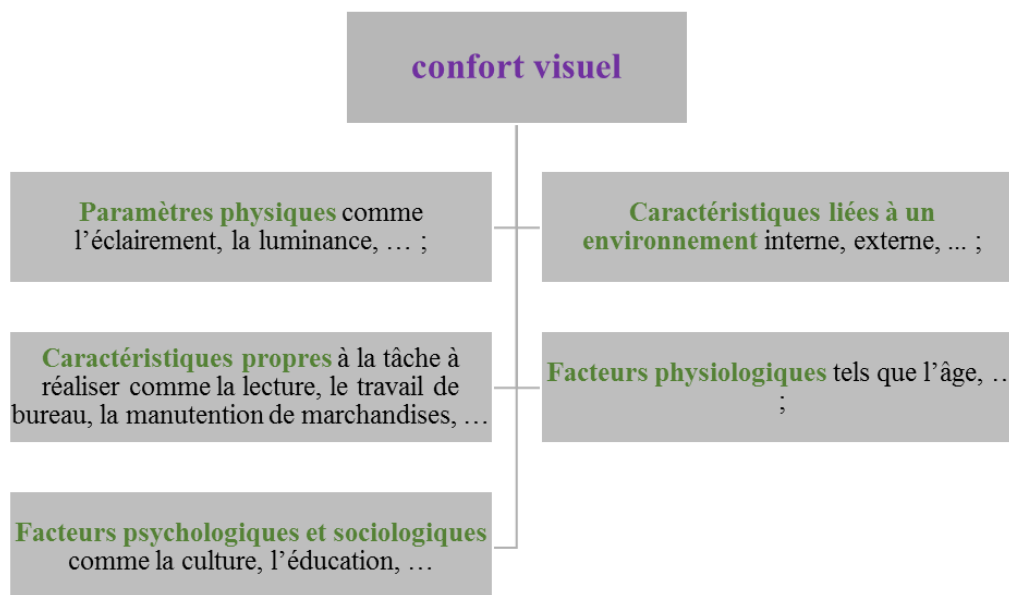 confort visuel
Paramètres physiques comme
l’éclairement, la luminance, … ;
Caractéristiques liées à un
environnement interne, externe, ... ;
Caractéristiques propres à la tâche à
réaliser comme la lecture, le travail de
bureau, la manutention de marchandises, …
Facteurs physiologiques tels que l’âge, ..
;
Facteurs psychologiques et sociologiques
comme la culture, l’éducation, …